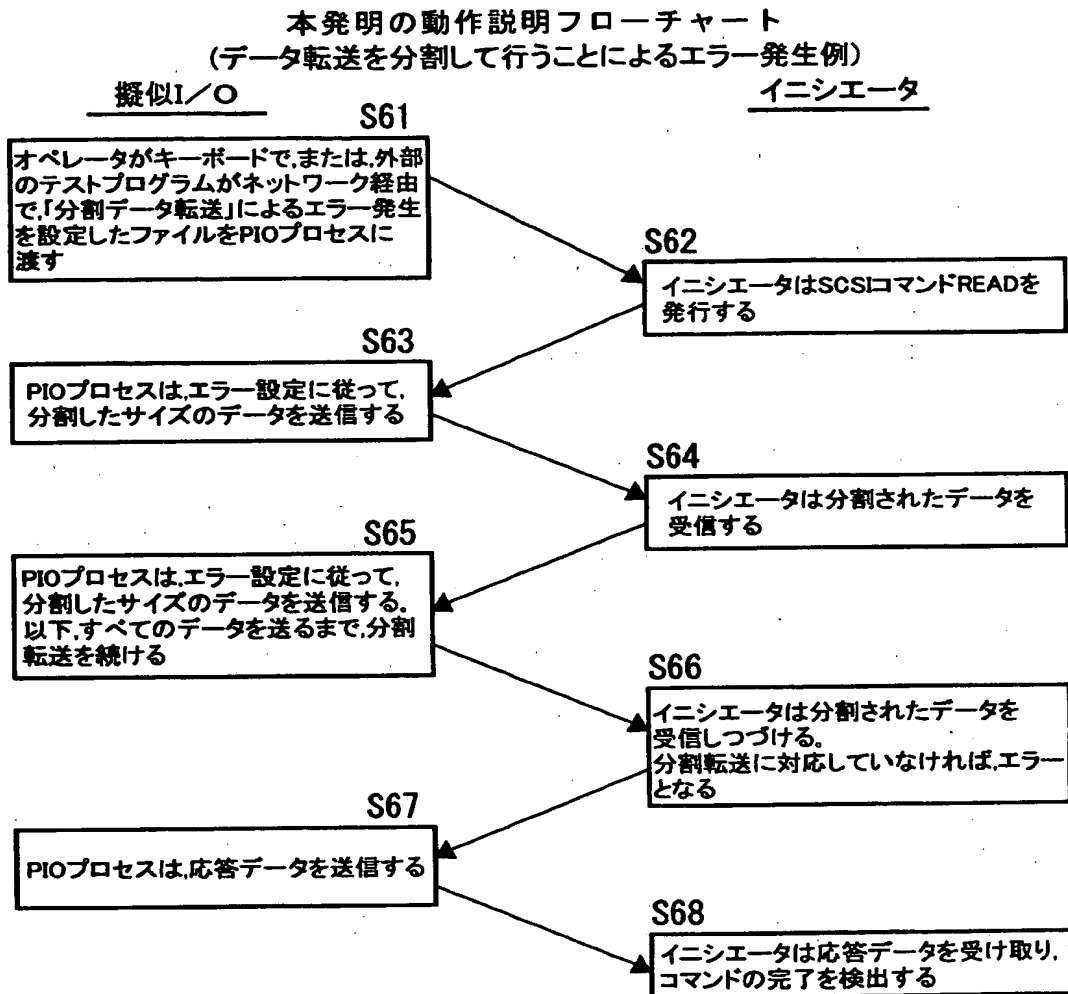 本発明の動作説明フローチャート
(データ転送を分割して行うことによるエラー発生例)
擬似I/O
イニシエータ
S61
オペレータがキーボードで,または,外部
のテストプログラムがネットワーク経由
で,「分割データ転送」によるエラー発生
を設定したファイルをPIOプロセスに
渡す
S62
イニシエータはSCSIコマンドREADを
発行する
S63
PIOプロセスは,エラー設定に従って,
分割したサイズのデータを送信する
S64
イニシエータは分割されたデータを
受信する
S65
PIOプロセスは,エラー設定に従って,
分割したサイズのデータを送信する。
以下,すべてのデータを送るまで,分割
転送を続ける
S66
イニシエータは分割されたデータを
受信しつづける。
分割転送に対応していなければ,エラー
となる
S67
PIOプロセスは,応答データを送信する
S68
イニシエータは応答データを受け取り,
コマンドの完了を検出する